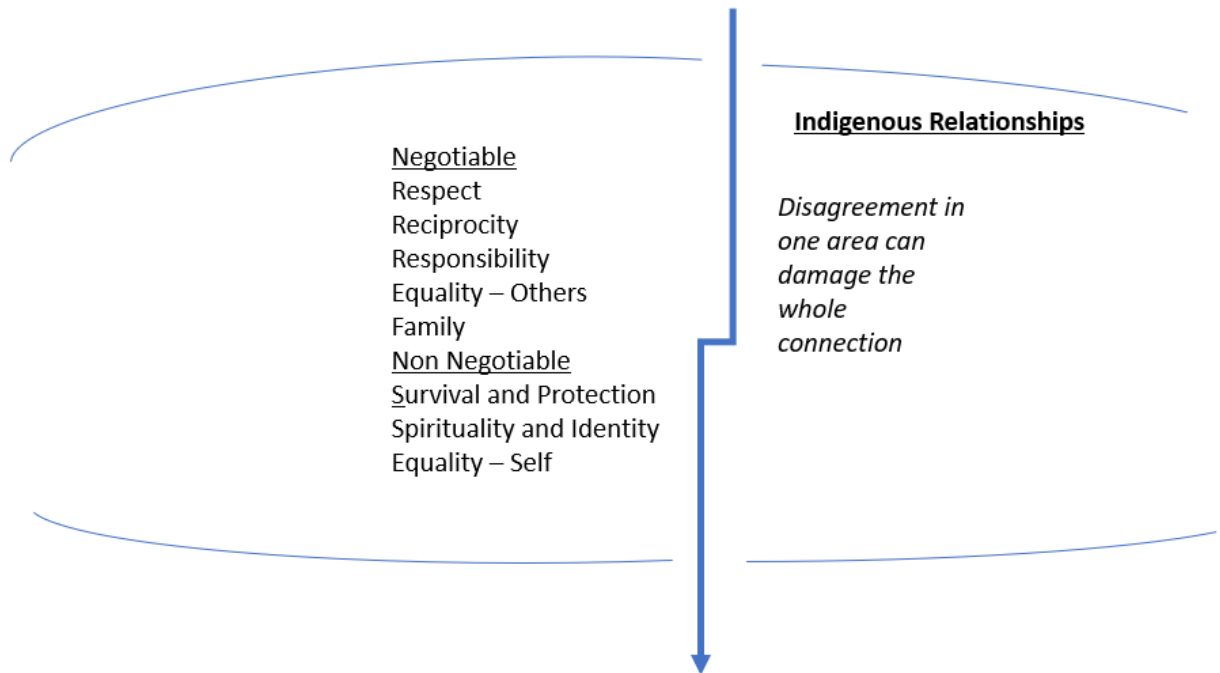 Negotiable
Respect
Reciprocity
Responsibility
Equality – Others
Family
Non Negotiable
Survival and Protection
Spirituality and Identity
Equality – Self
Indigenous Relationships
Disagreement in
one area can
damage the
whole
connection